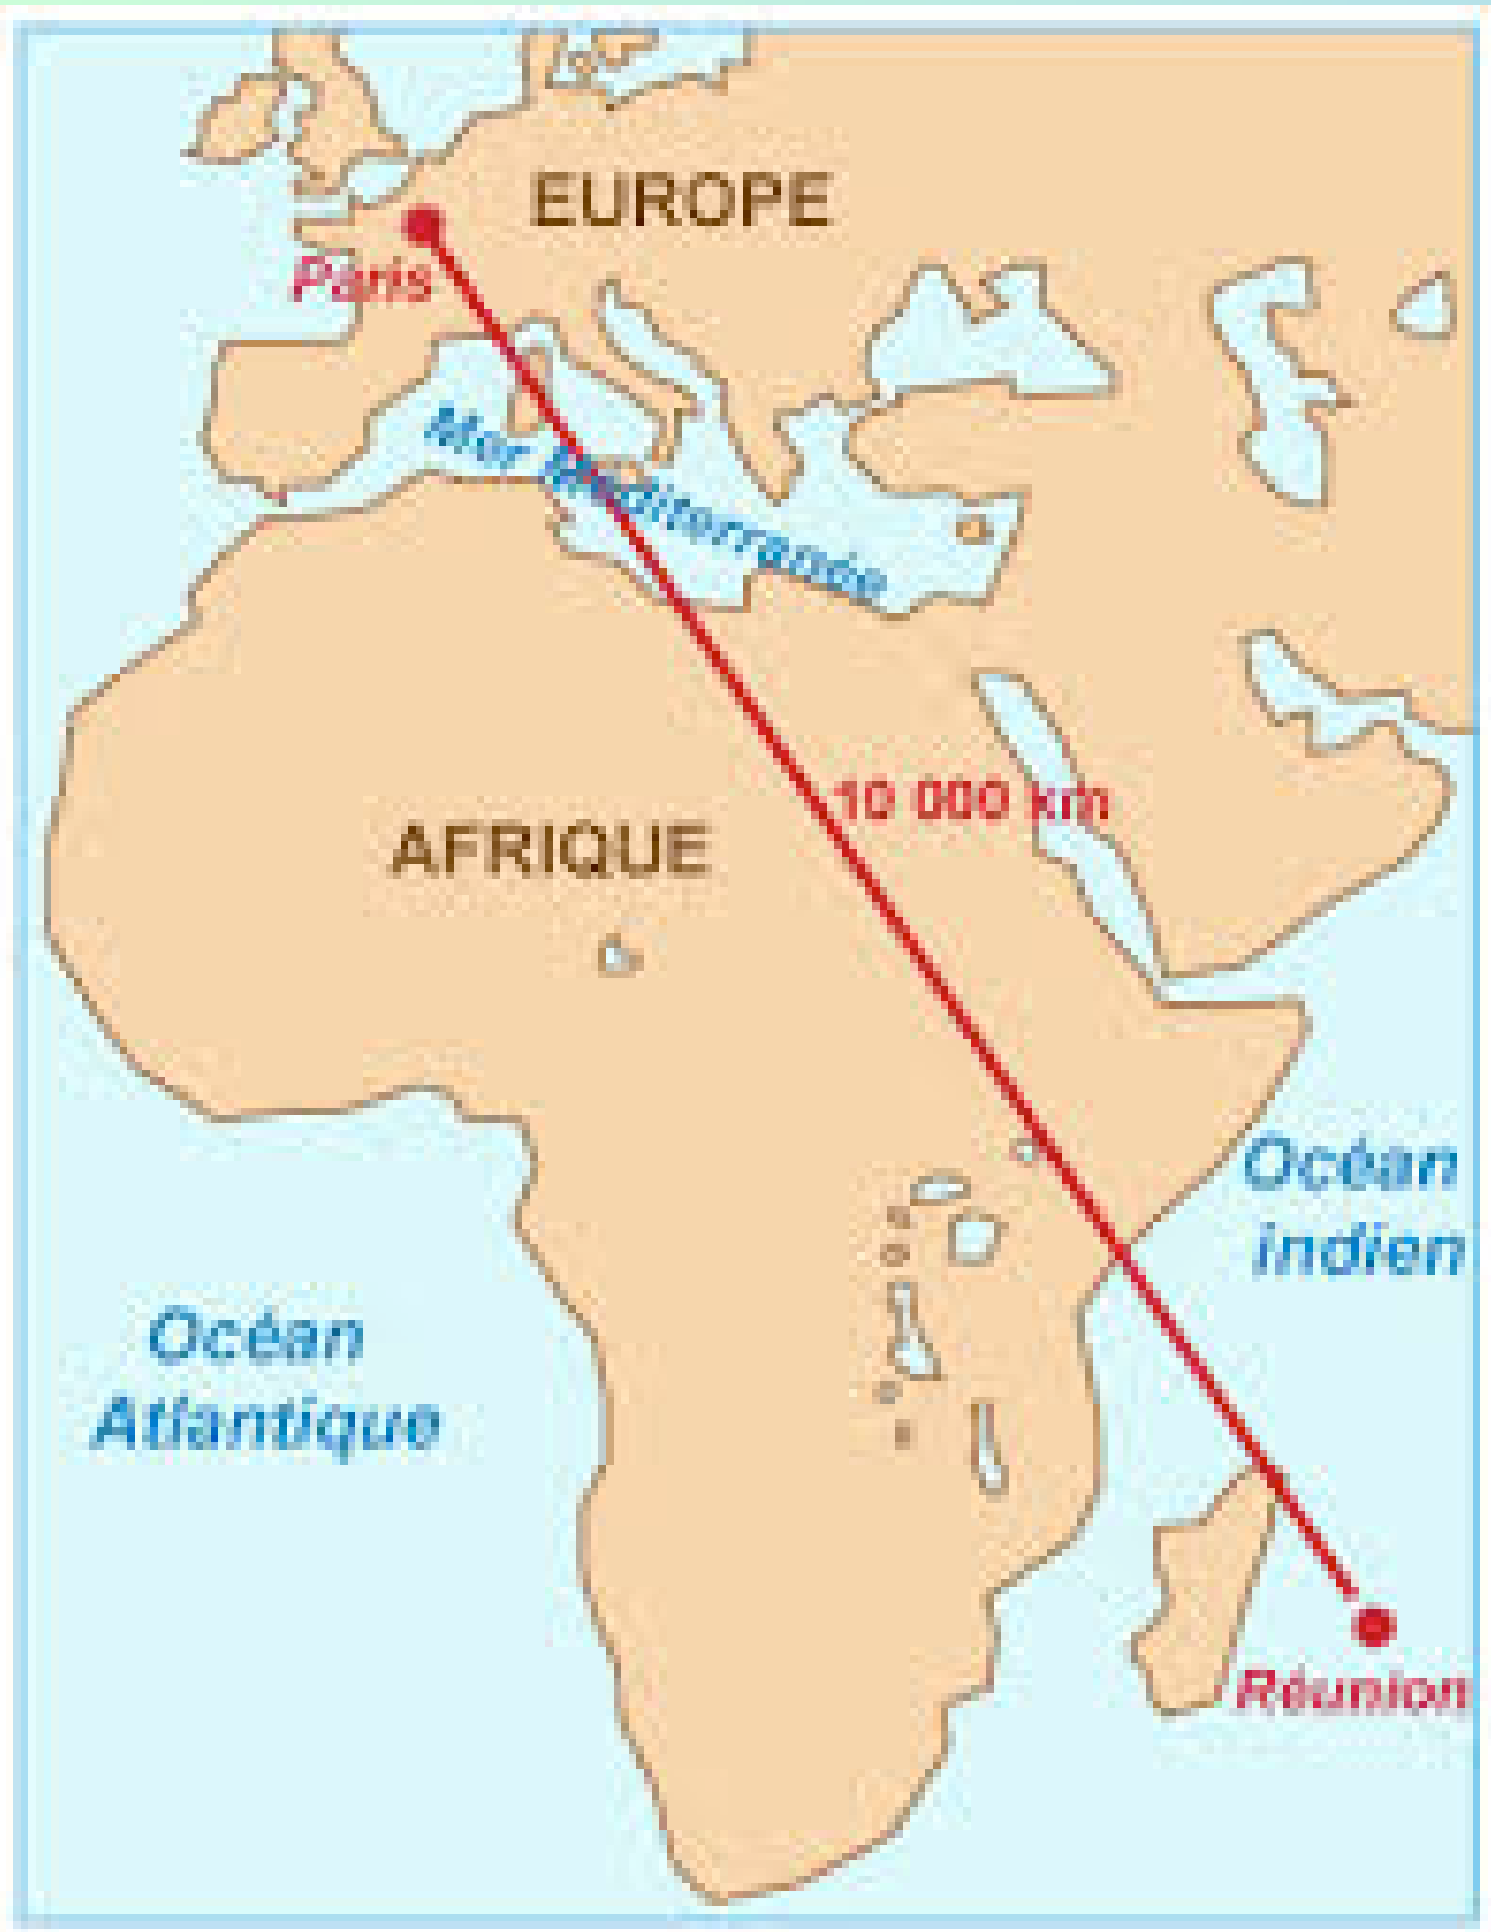 EUROPE
Paris
Mer Méditerranée
10 000 km
AFRIQUE
Océan
indien
Océan
Atlantique
Réunion